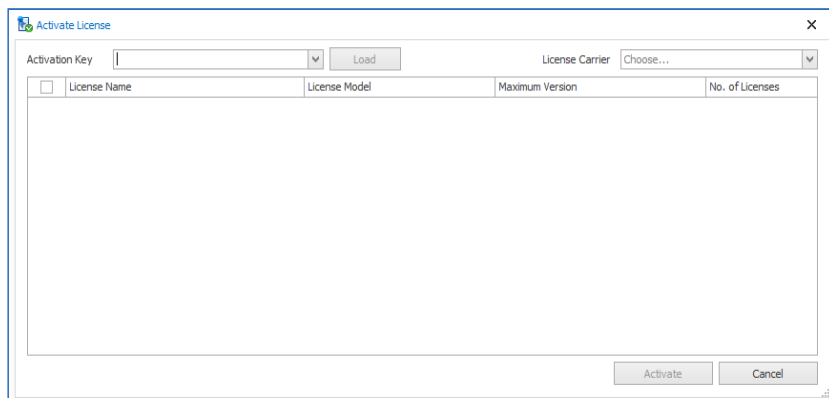 Activate License
Activation Key Load License Carrier Choose...
License Name License Model Maximum Version No. of Licenses
Activate Cancel